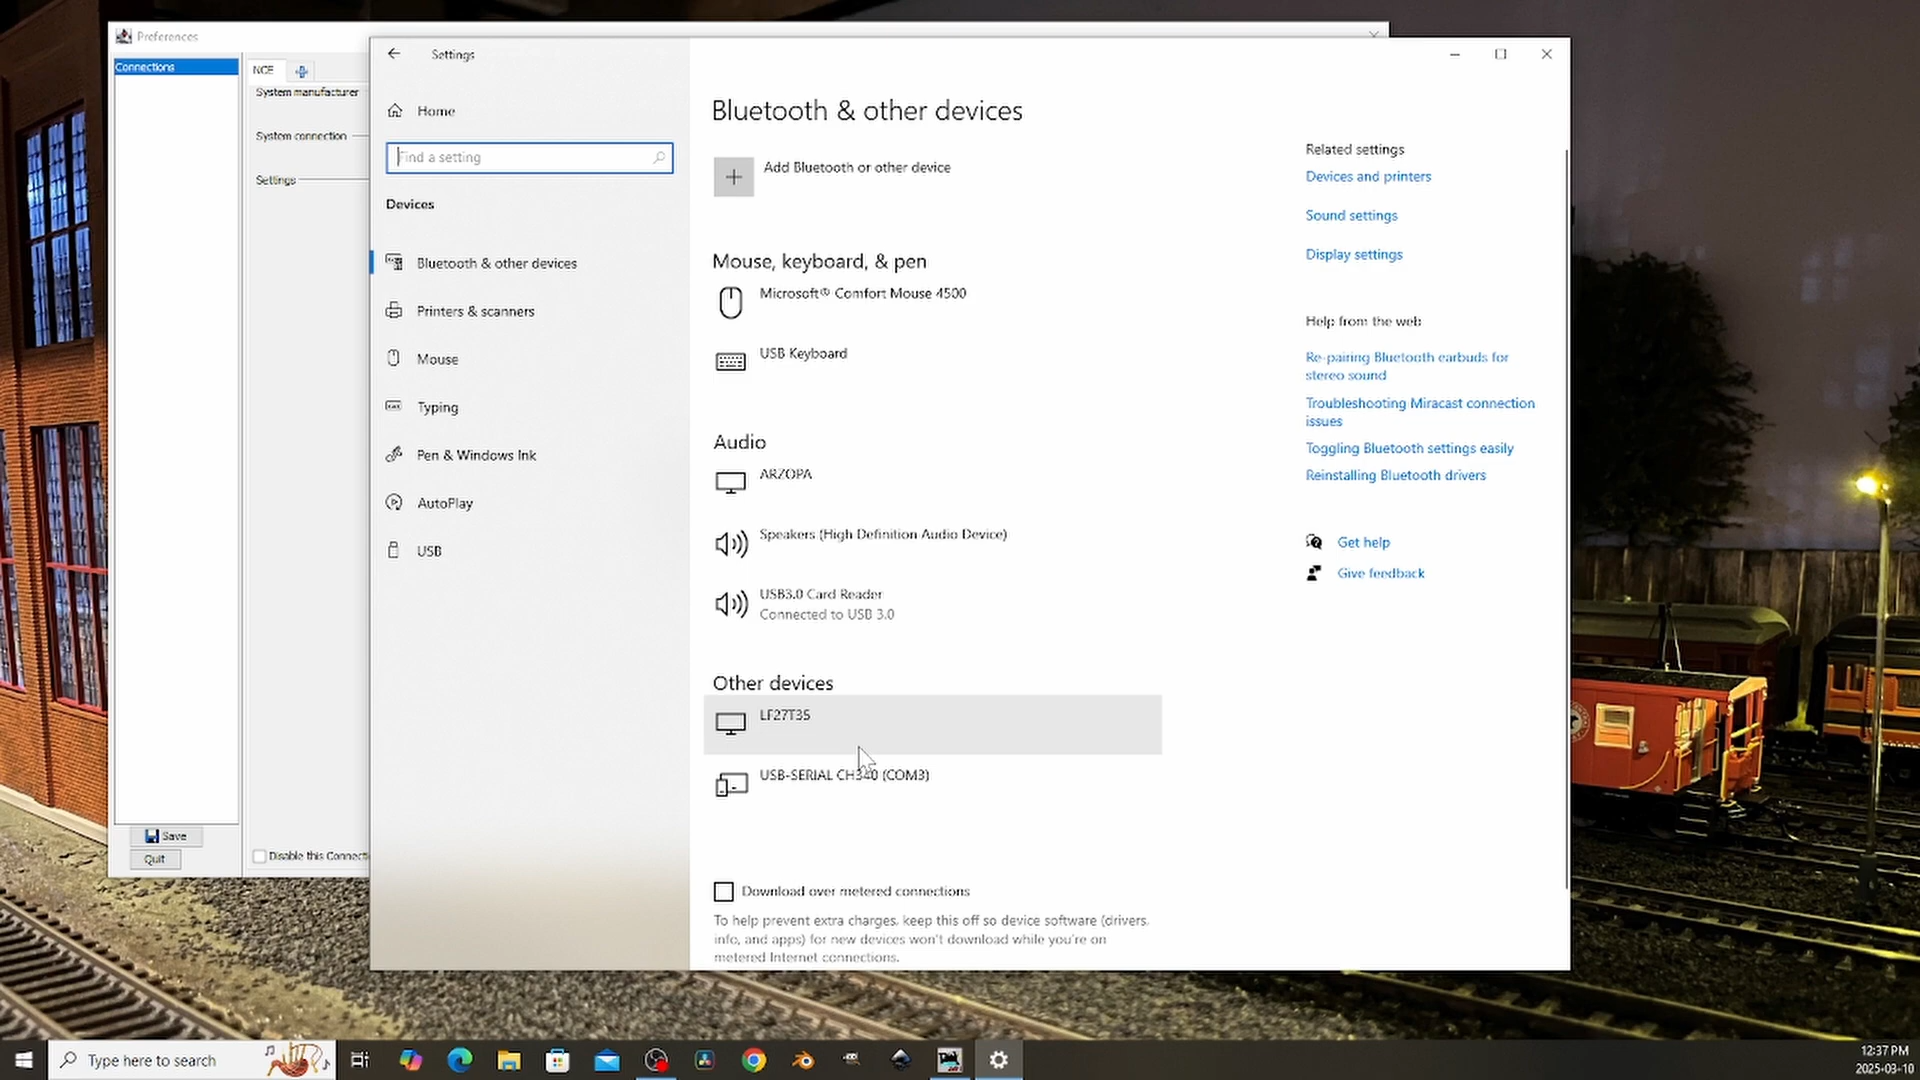 Preferences
Connections
NCE
System manufacturer
System connection
Settings
Save
Quit
Disable this Connecti
Settings
Home
Find a setting
Devices
Bluetooth & other devices
Printers & scanners
Mouse
Typing
Pen & Windows Ink
AutoPlay
USB
Bluetooth & other devices
Add Bluetooth or other device
Mouse, keyboard, & pen
Microsoft® Comfort Mouse 4500
USB Keyboard
Audio
ARZOPA
Speakers (High Definition Audio Device)
USB3.0 Card Reader
Connected to USB 3.0
Other devices
LF27T35
USB-SERIAL CH340 (COM3)
Download over metered connections
To help prevent extra charges, keep this off so device software (drivers,
info, and apps) for new devices won't download while you're on
metered Internet connections.
Related settings
Devices and printers
Sound settings
Display settings
Help from the web
Re-pairing Bluetooth earbuds for
stereo sound
Troubleshooting Miracast connection
issues
Toggling Bluetooth settings easily
Reinstalling Bluetooth drivers
Get help
Give feedback
Type here to search
12:37 PM
2025-03-10